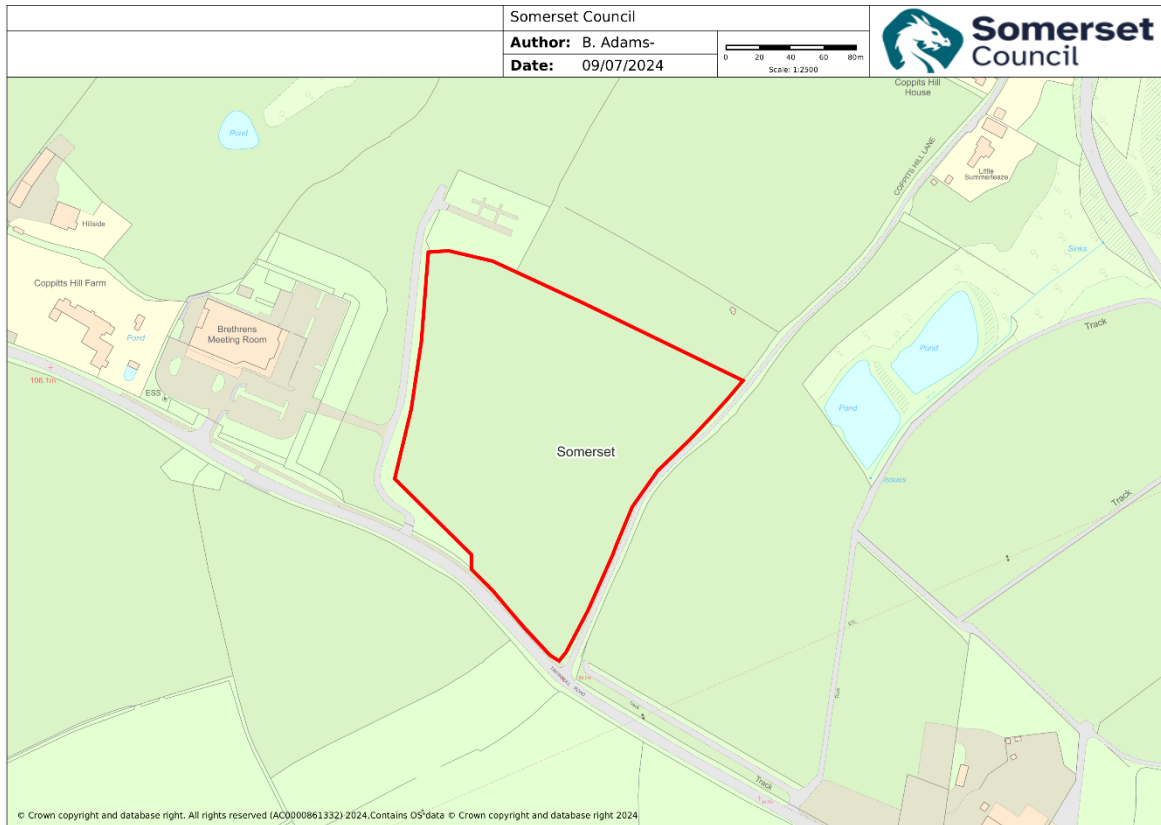 Somerset Council
Author: B. Adams-
Date: 09/07/2024
0 20 40 60 80m
Scale: 1:2500
Somerset
Council
Coppits Hill
House
Pond
COPPITS HILL LANE
Little
Summerleaze
Hillside
Sinks
Coppitts Hill Farm
Brethrens
Meeting Room
Pond
Track
Pond
106.1m
ESS
Pond
Somerset
Issues
Track
Track
Track
Track
© Crown copyright and database right. All rights reserved (AC0000861332) 2024.Contains OS data © Crown copyright and database right 2024